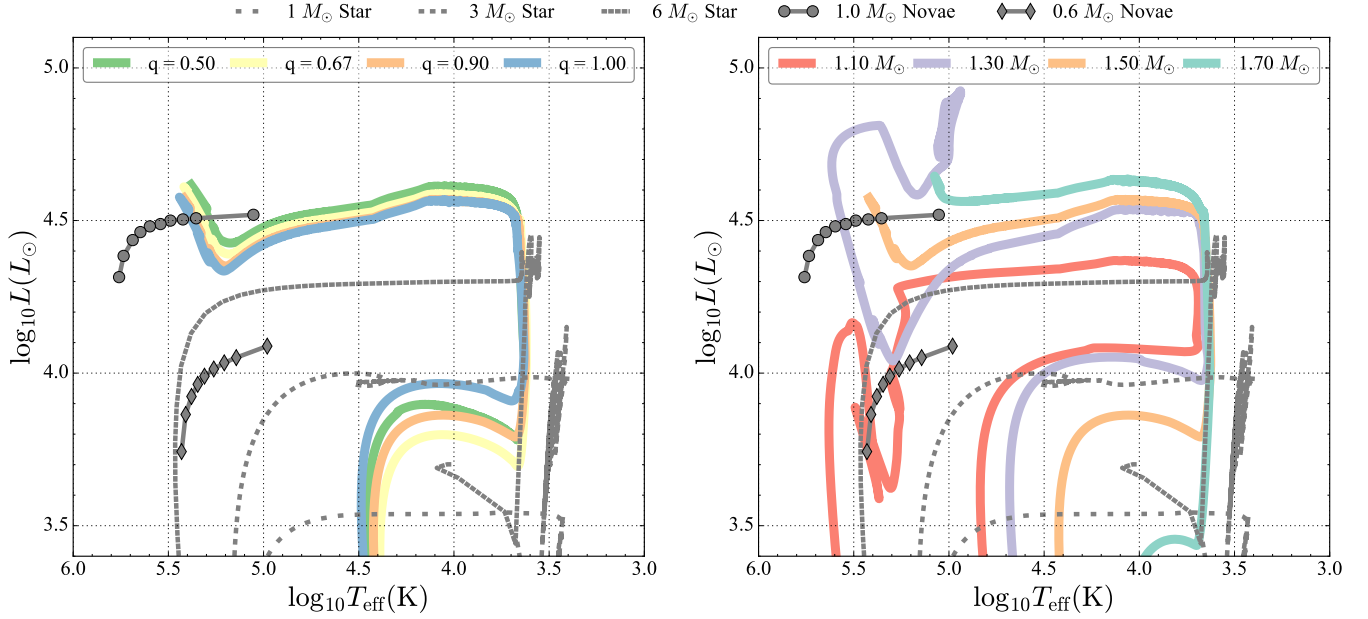 1 M⊙ Star 3 M⊙ Star 6 M⊙ Star 1.0 M⊙ Novae 0.6 M⊙ Novae
q = 0.50 q = 0.67 q = 0.90 q = 1.00
5.0
4.5
4.0
3.5
log₁₀L(L⊙)
6.0 5.5 5.0 4.5 4.0 3.5 3.0
log₁₀T_eff(K)
1.10 M⊙ 1.30 M⊙ 1.50 M⊙ 1.70 M⊙
5.0
4.5
4.0
3.5
log₁₀L(L⊙)
6.0 5.5 5.0 4.5 4.0 3.5 3.0
log₁₀T_eff(K)